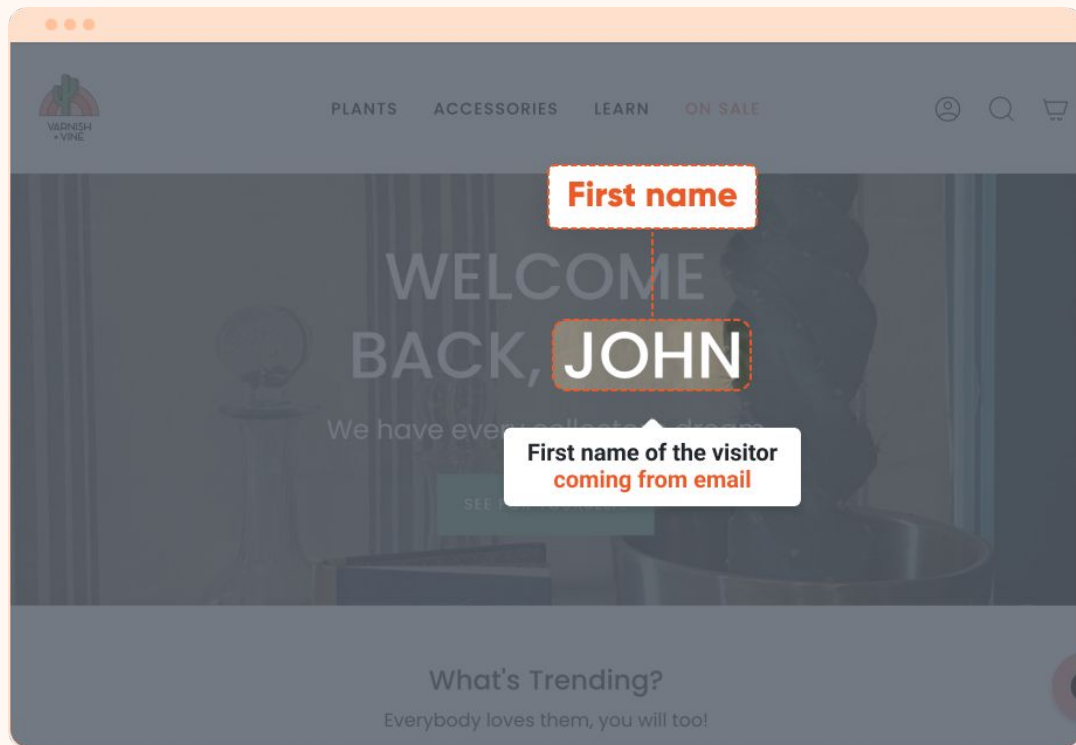 VARNISH
+ VINE
PLANTS ACCESSORIES LEARN ON SALE
First name
WELCOME
BACK, JOHN
We have every
First name of the visitor
coming from email
SEE
What's Trending?
Everybody loves them, you will too!